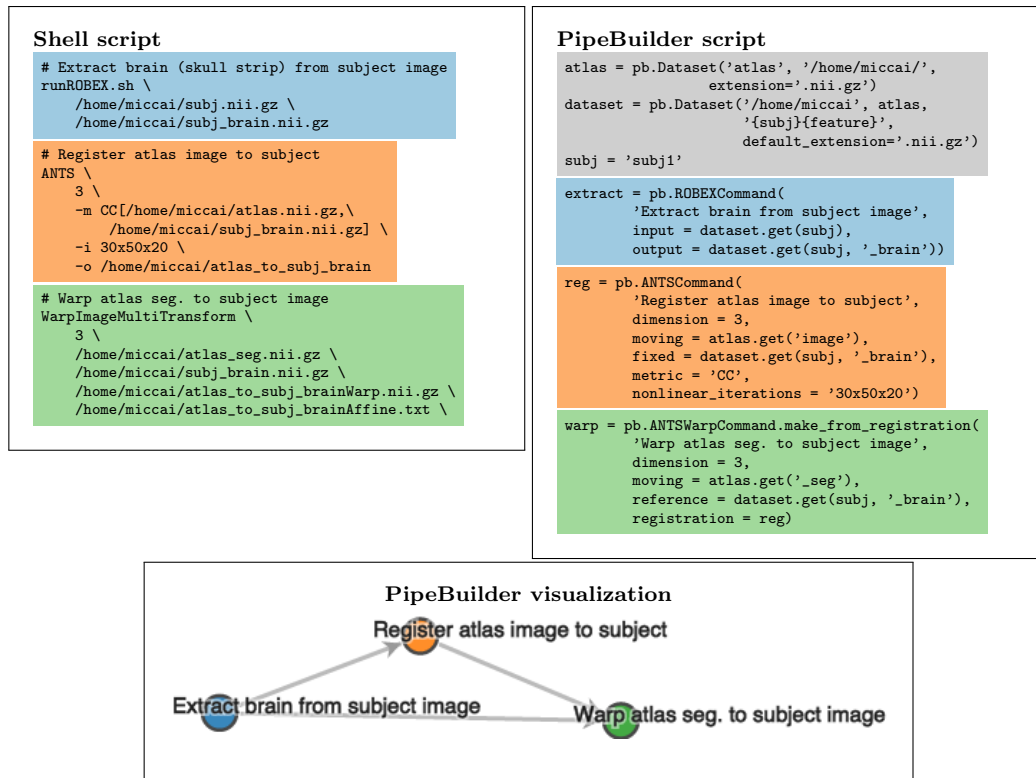 Shell script
# Extract brain (skull strip) from subject image
runROBEX.sh \
/home/miccai/subj.nii.gz \
/home/miccai/subj_brain.nii.gz
# Register atlas image to subject
ANTS \
3 \
-m CC[/home/miccai/atlas.nii.gz,\
/home/miccai/subj_brain.nii.gz] \
-i 30x50x20 \
-o /home/miccai/atlas_to_subj_brain
# Warp atlas seg. to subject image
WarpImageMultiTransform \
3 \
/home/miccai/atlas_seg.nii.gz \
/home/miccai/subj_brain.nii.gz \
/home/miccai/atlas_to_subj_brainWarp.nii.gz \
/home/miccai/atlas_to_subj_brainAffine.txt \
PipeBuilder script
atlas = pb.Dataset('atlas', '/home/miccai/',
extension='.nii.gz')
dataset = pb.Dataset('/home/miccai', atlas,
'{subj}{feature}',
default_extension='.nii.gz')
subj = 'subj1'
extract = pb.ROBEXCommand(
'Extract brain from subject image',
input = dataset.get(subj),
output = dataset.get(subj, '_brain'))
reg = pb.ANTSCommand(
'Register atlas image to subject',
dimension = 3,
moving = atlas.get('image'),
fixed = dataset.get(subj, '_brain'),
metric = 'CC',
nonlinear_iterations = '30x50x20')
warp = pb.ANTSWarpCommand.make_from_registration(
'Warp atlas seg. to subject image',
dimension = 3,
moving = atlas.get('_seg'),
reference = dataset.get(subj, '_brain'),
registration = reg)
PipeBuilder visualization
Register atlas image to subject
Extract brain from subject image
Warp atlas seg. to subject image